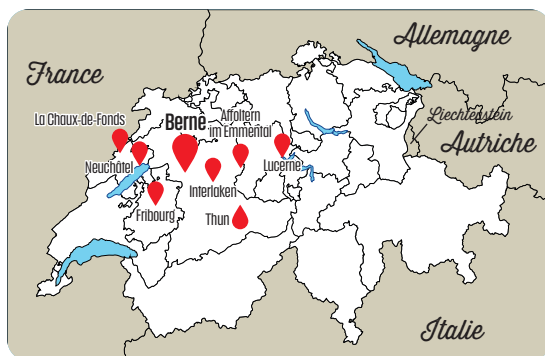 Allemagne
France
Liechtenstein
Autriche
La Chaux-de-Fonds
Berne
Affoltern
im Emmental
Neuchâtel
Lucerne
Interlaken
Fribourg
Thun
Italie